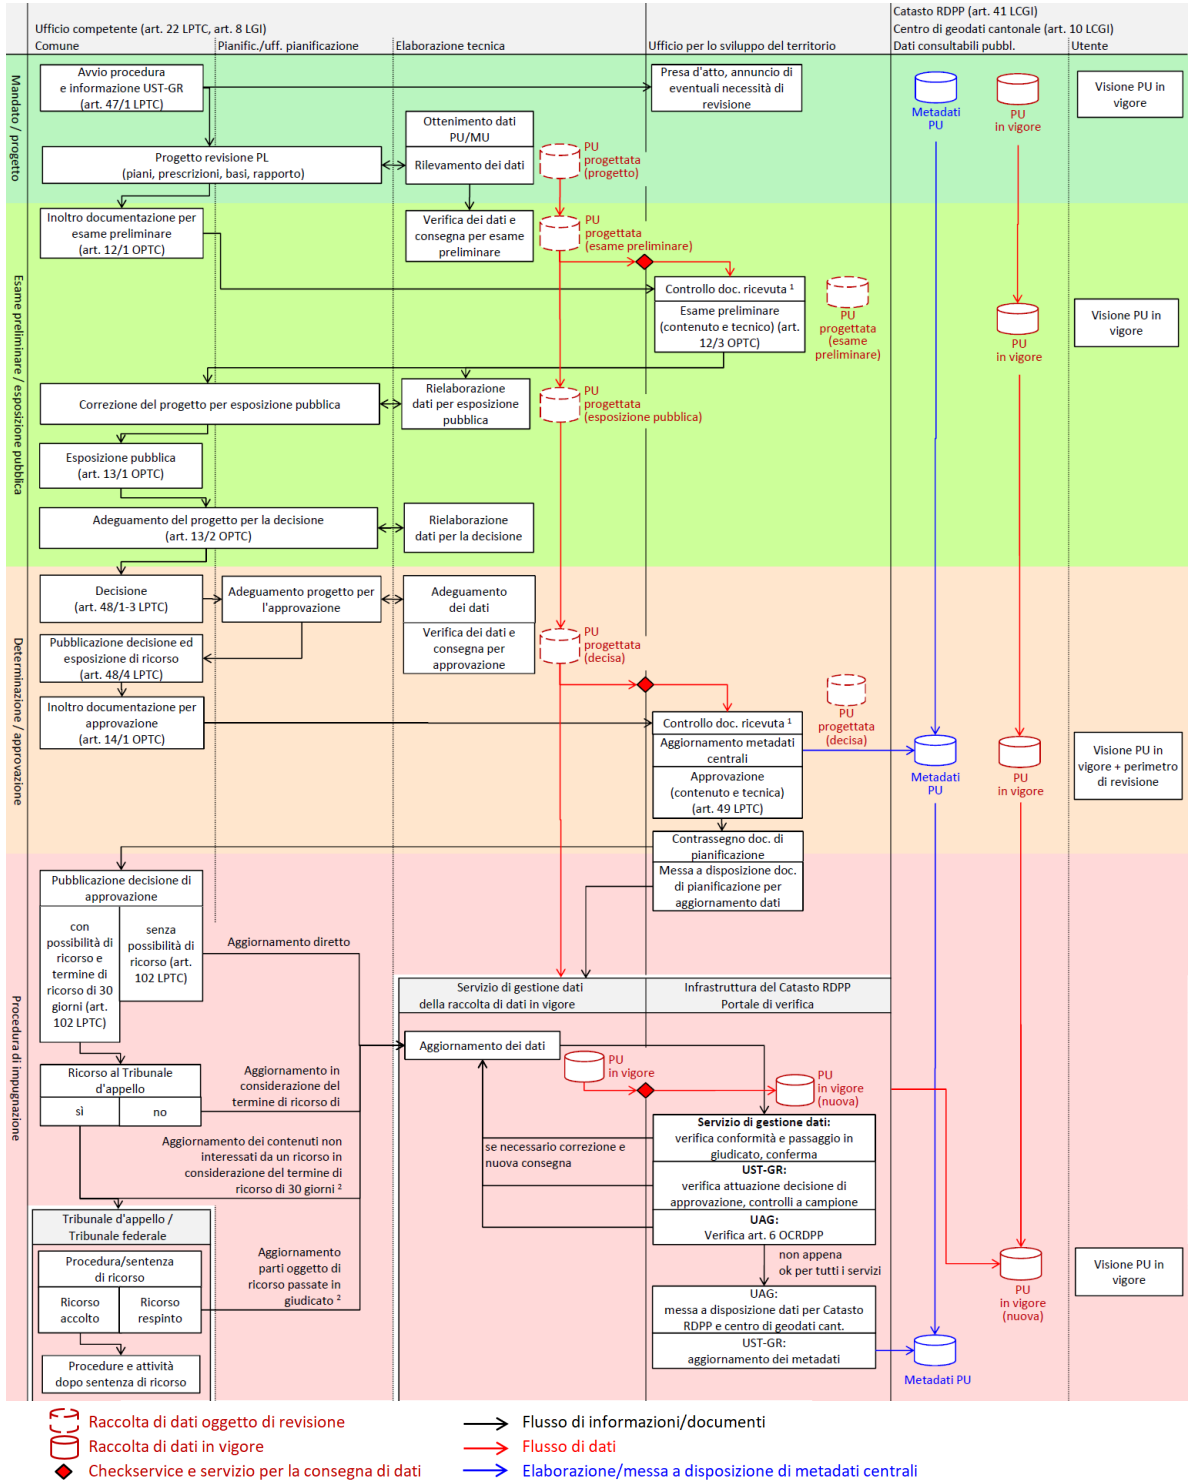 Catasto RDPP (art. 41 LCGI)
Ufficio competente (art. 22 LPTC, art. 8 LGI)
Centro di geodati cantonale (art. 10 LCGI)
Comune
Pianific./uff. pianificazione
Elaborazione tecnica
Ufficio per lo sviluppo del territorio
Dati consultabili pubbl.
Utente
Mandato / progetto
Avvio procedura
e informazione UST-GR
(art. 47/1 LPTC)
Presa d'atto, annuncio di
eventuali necessità di
revisione
Metadati
PU
PU
in vigore
Visione PU in
vigore
Ottenimento dati
PU/MU
Rilevamento dei dati
Progetto revisione PL
(piani, prescrizioni, basi, rapporto)
PU
progettata
(progetto)
Esame preliminare / esposizione pubblica
Inoltro documentazione per
esame preliminare
(art. 12/1 OPTC)
Verifica dei dati e
consegna per esame
preliminare
PU
progettata
(esame preliminare)
Controllo doc. ricevuta ¹
Esame preliminare
(contenuto e tecnico) (art.
12/3 OPTC)
PU
progettata
(esame
preliminare)
PU
in vigore
Visione PU in
vigore
Correzione del progetto per esposizione pubblica
Rielaborazione
dati per esposizione
pubblica
PU
progettata
(esposizione pubblica)
Esposizione pubblica
(art. 13/1 OPTC)
Adeguamento del progetto per la decisione
(art. 13/2 OPTC)
Rielaborazione
dati per la decisione
Determinazione / approvazione
Decisione
(art. 48/1-3 LPTC)
Adeguamento progetto per
l'approvazione
Adeguamento
dei dati
Verifica dei dati e
consegna per
approvazione
PU
progettata
(decisa)
Pubblicazione decisione ed
esposizione di ricorso
(art. 48/4 LPTC)
Inoltro documentazione per
approvazione
(art. 14/1 OPTC)
Controllo doc. ricevuta ¹
Aggiornamento metadati
centrali
Approvazione
(contenuto e tecnica)
(art. 49 LPTC)
PU
progettata
(decisa)
Metadati
PU
PU
in vigore
Visione PU in
vigore + perimetro
di revisione
Contrassegno doc. di
pianificazione
Messa a disposizione doc.
di pianificazione per
aggiornamento dati
Procedura di impugnazione
Pubblicazione decisione di
approvazione
con
possibilità di
ricorso e
termine di
ricorso di 30
giorni (art.
102 LPTC)
senza
possibilità di
ricorso (art.
102 LPTC)
Aggiornamento diretto
Servizio di gestione dati
della raccolta di dati in vigore
Infrastruttura del Catasto RDPP
Portale di verifica
Aggiornamento dei dati
PU
in vigore
PU
in vigore
(nuova)
Ricorso al Tribunale
d'appello
sì
no
Aggiornamento in
considerazione del
termine di ricorso di
Aggiornamento dei contenuti non
interessati da un ricorso in
considerazione del termine di
ricorso di 30 giorni ²
se necessario correzione e
nuova consegna
Servizio di gestione dati:
verifica conformità e passaggio in
giudicato, conferma
UST-GR:
verifica attuazione decisione di
approvazione, controlli a campione
UAG:
Verifica art. 6 OCRDPP
Tribunale d'appello /
Tribunale federale
Procedura/sentenza
di ricorso
Ricorso
accolto
Ricorso
respinto
Procedure e attività
dopo sentenza di ricorso
Aggiornamento
parti oggetto di
ricorso passate in
giudicato ²
non appena
ok per tutti i servizi
UAG:
messa a disposizione dati per Catasto
RDPP e centro di geodati cant.
UST-GR:
aggiornamento dei metadati
Metadati PU
PU
in vigore
(nuova)
Visione PU in
vigore
Raccolta di dati oggetto di revisione
Raccolta di dati in vigore
Checkservice e servizio per la consegna di dati
Flusso di informazioni/documenti
Flusso di dati
Elaborazione/messa a disposizione di metadati centrali